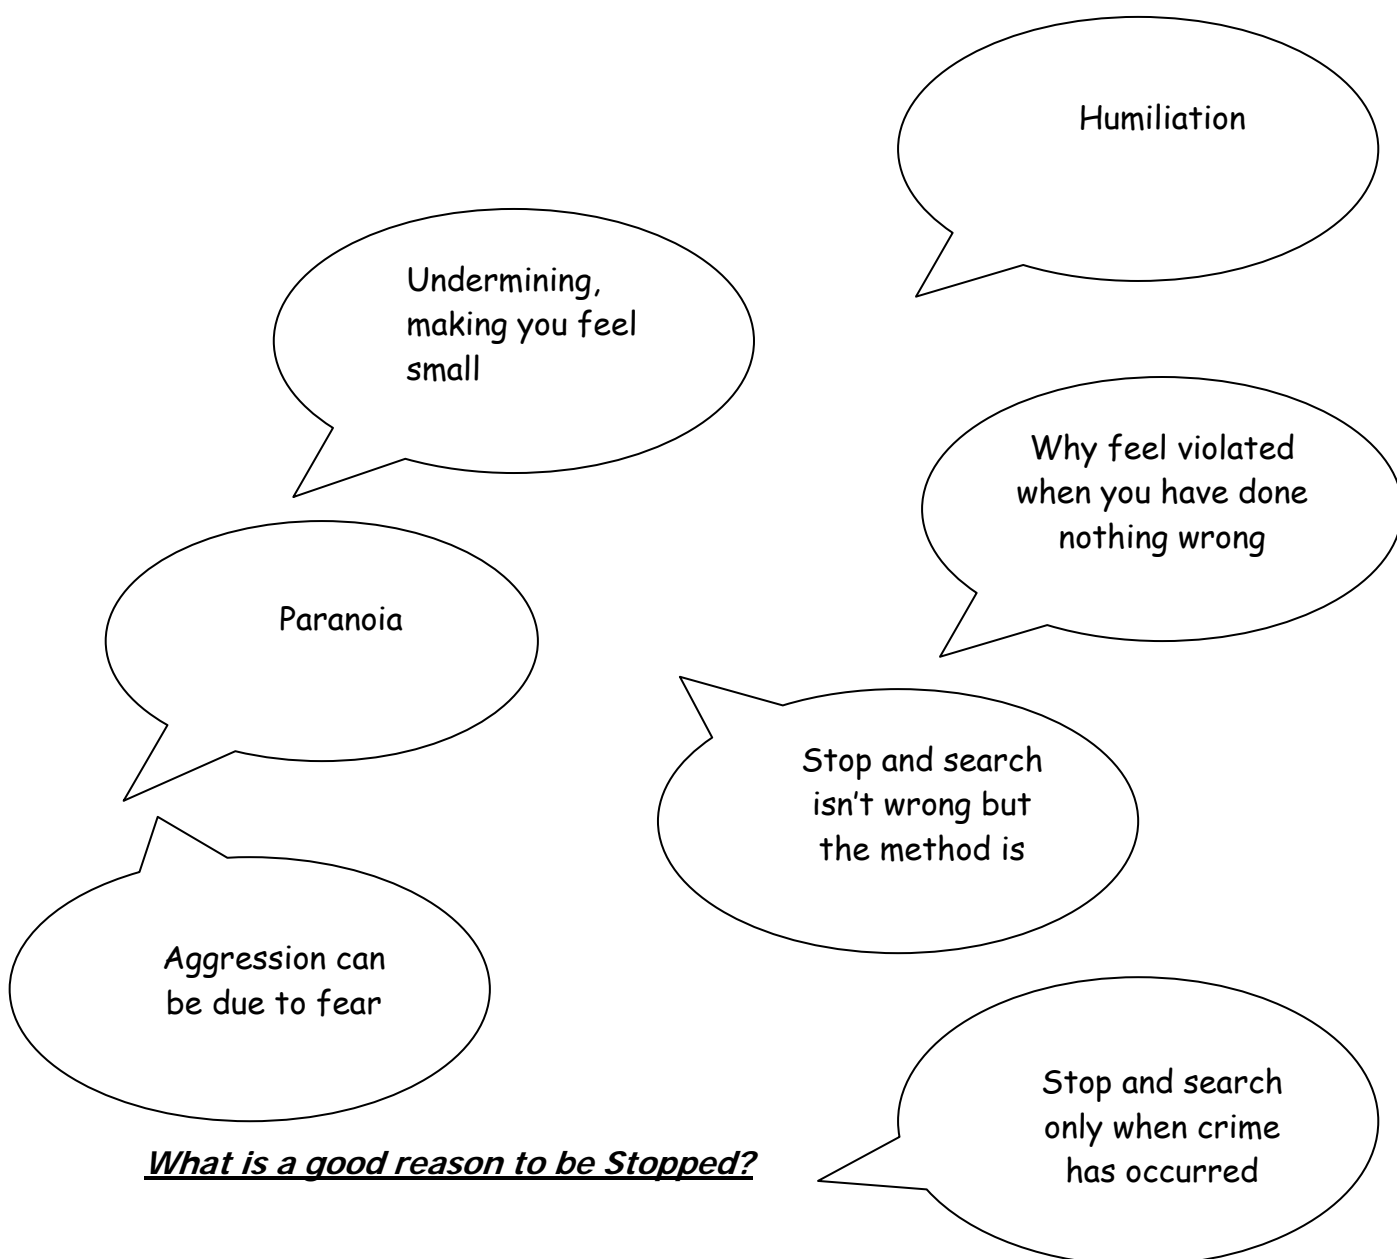 Humiliation
Undermining,
making you feel
small
Why feel violated
when you have done
nothing wrong
Paranoia
Stop and search
isn't wrong but
the method is
Aggression can
be due to fear
Stop and search
only when crime
has occurred
What is a good reason to be Stopped?